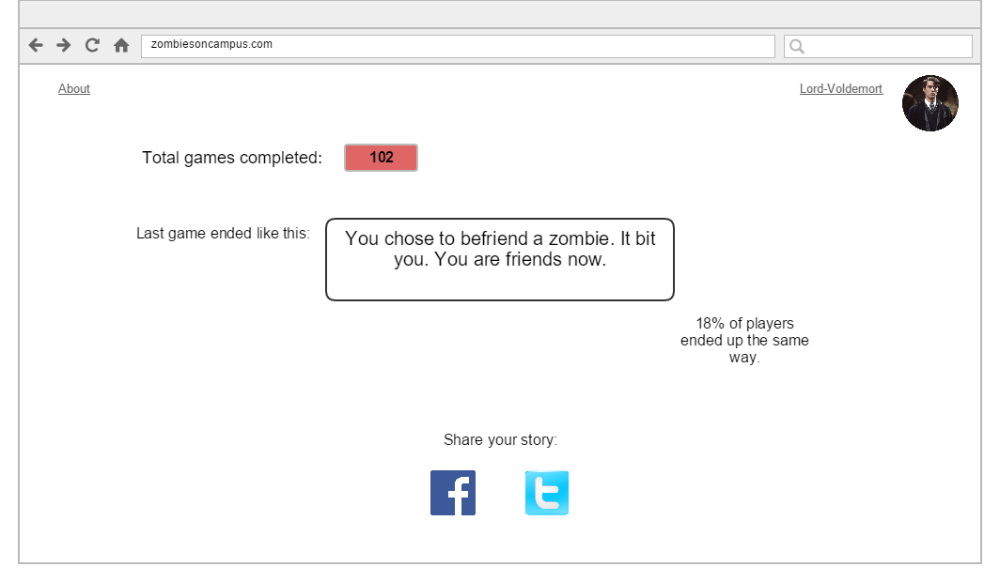 zombiesoncampus.com
About
Lord-Voldemort
Total games completed:
102
Last game ended like this:
You chose to befriend a zombie. It bit
you. You are friends now.
18% of players
ended up the same
way.
Share your story: